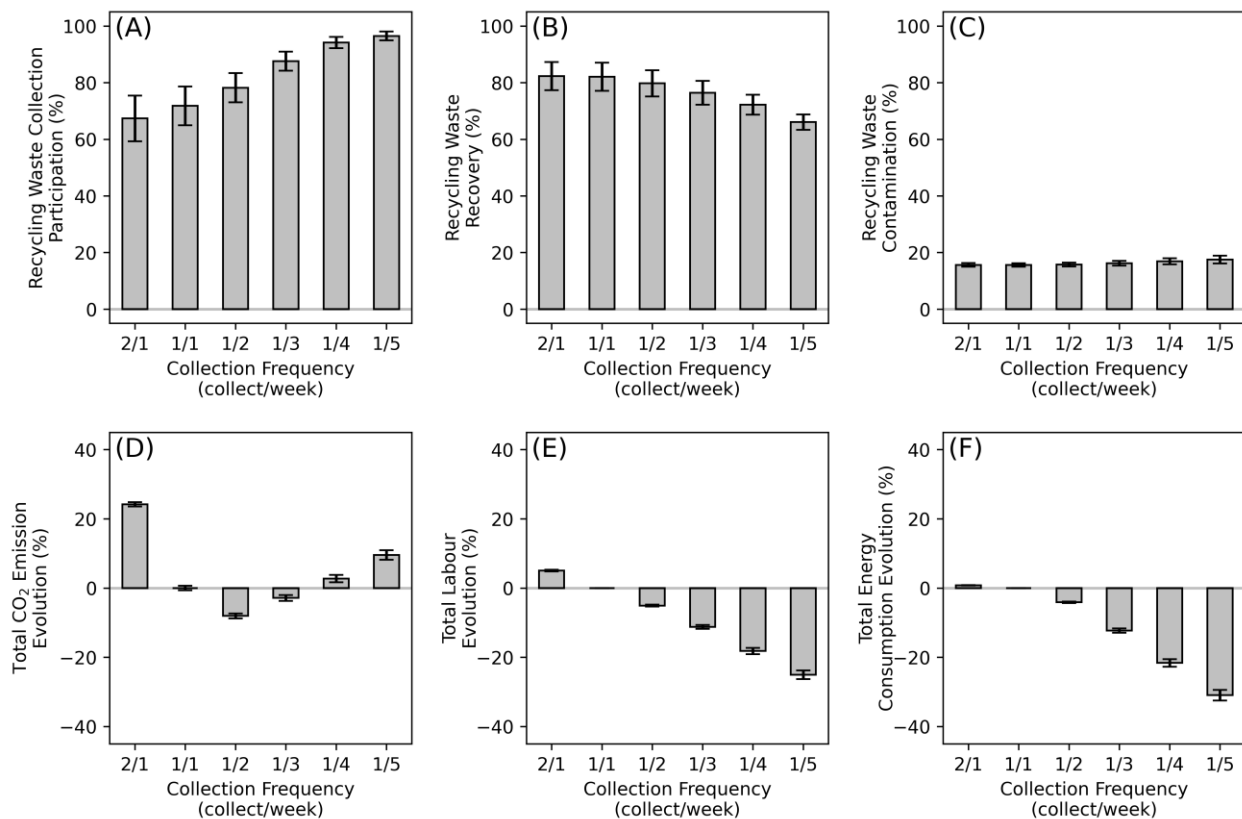 (A)
Recycling Waste Collection
Participation (%)
100
80
60
40
20
0
2/1 1/1 1/2 1/3 1/4 1/5
Collection Frequency
(collect/week)
(B)
Recycling Waste
Recovery (%)
100
80
60
40
20
0
2/1 1/1 1/2 1/3 1/4 1/5
Collection Frequency
(collect/week)
(C)
Recycling Waste
Contamination (%)
100
80
60
40
20
0
2/1 1/1 1/2 1/3 1/4 1/5
Collection Frequency
(collect/week)
(D)
Total CO₂ Emission
Evolution (%)
40
20
0
−20
−40
2/1 1/1 1/2 1/3 1/4 1/5
Collection Frequency
(collect/week)
(E)
Total Labour
Evolution (%)
40
20
0
−20
−40
2/1 1/1 1/2 1/3 1/4 1/5
Collection Frequency
(collect/week)
(F)
Total Energy
Consumption Evolution (%)
40
20
0
−20
−40
2/1 1/1 1/2 1/3 1/4 1/5
Collection Frequency
(collect/week)